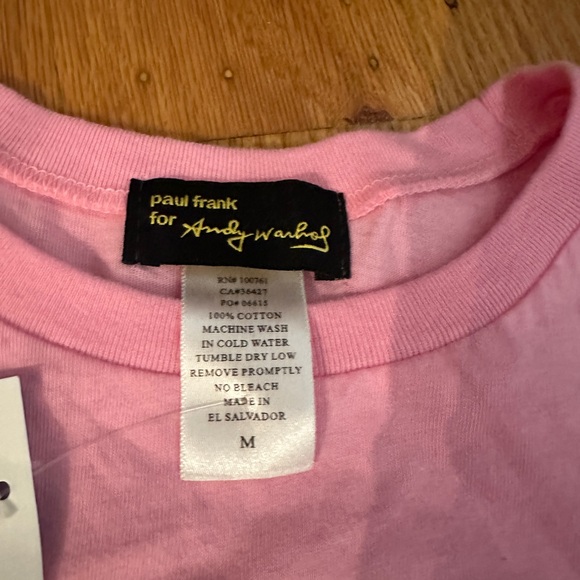 paul frank
for Andy Warhol
RN# 100761
CA#36427
PO# 06615
100% COTTON
MACHINE WASH
IN COLD WATER
TUMBLE DRY LOW
REMOVE PROMPTLY
NO BLEACH
MADE IN
EL SALVADOR
M